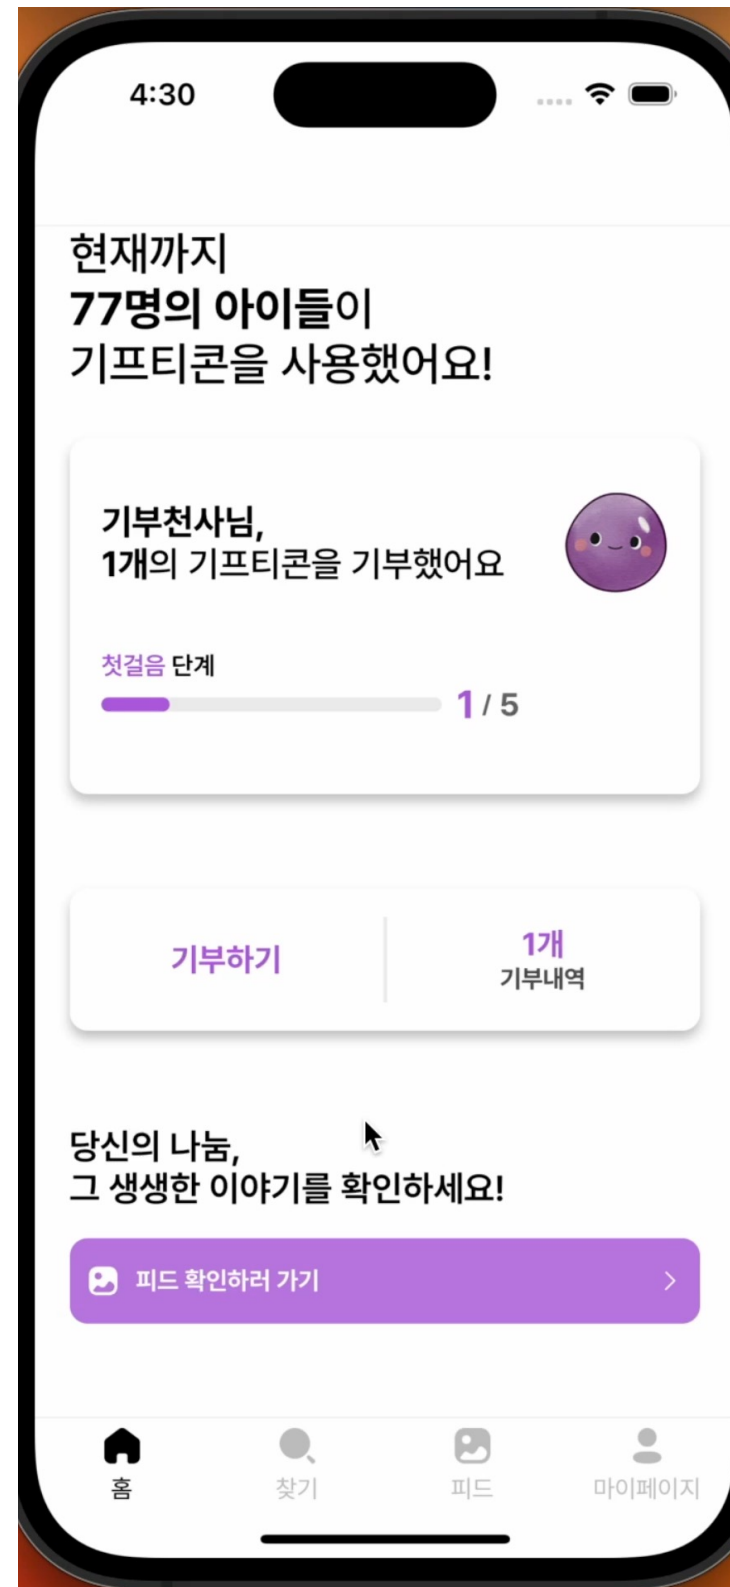 4:30
현재까지
77명의 아이들이
기프티콘을 사용했어요!
기부천사님,
1개의 기프티콘을 기부했어요
첫걸음 단계
1 / 5
기부하기
1개
기부내역
당신의 나눔,
그 생생한 이야기를 확인하세요!
피드 확인하러 가기
홈
찾기
피드
마이페이지